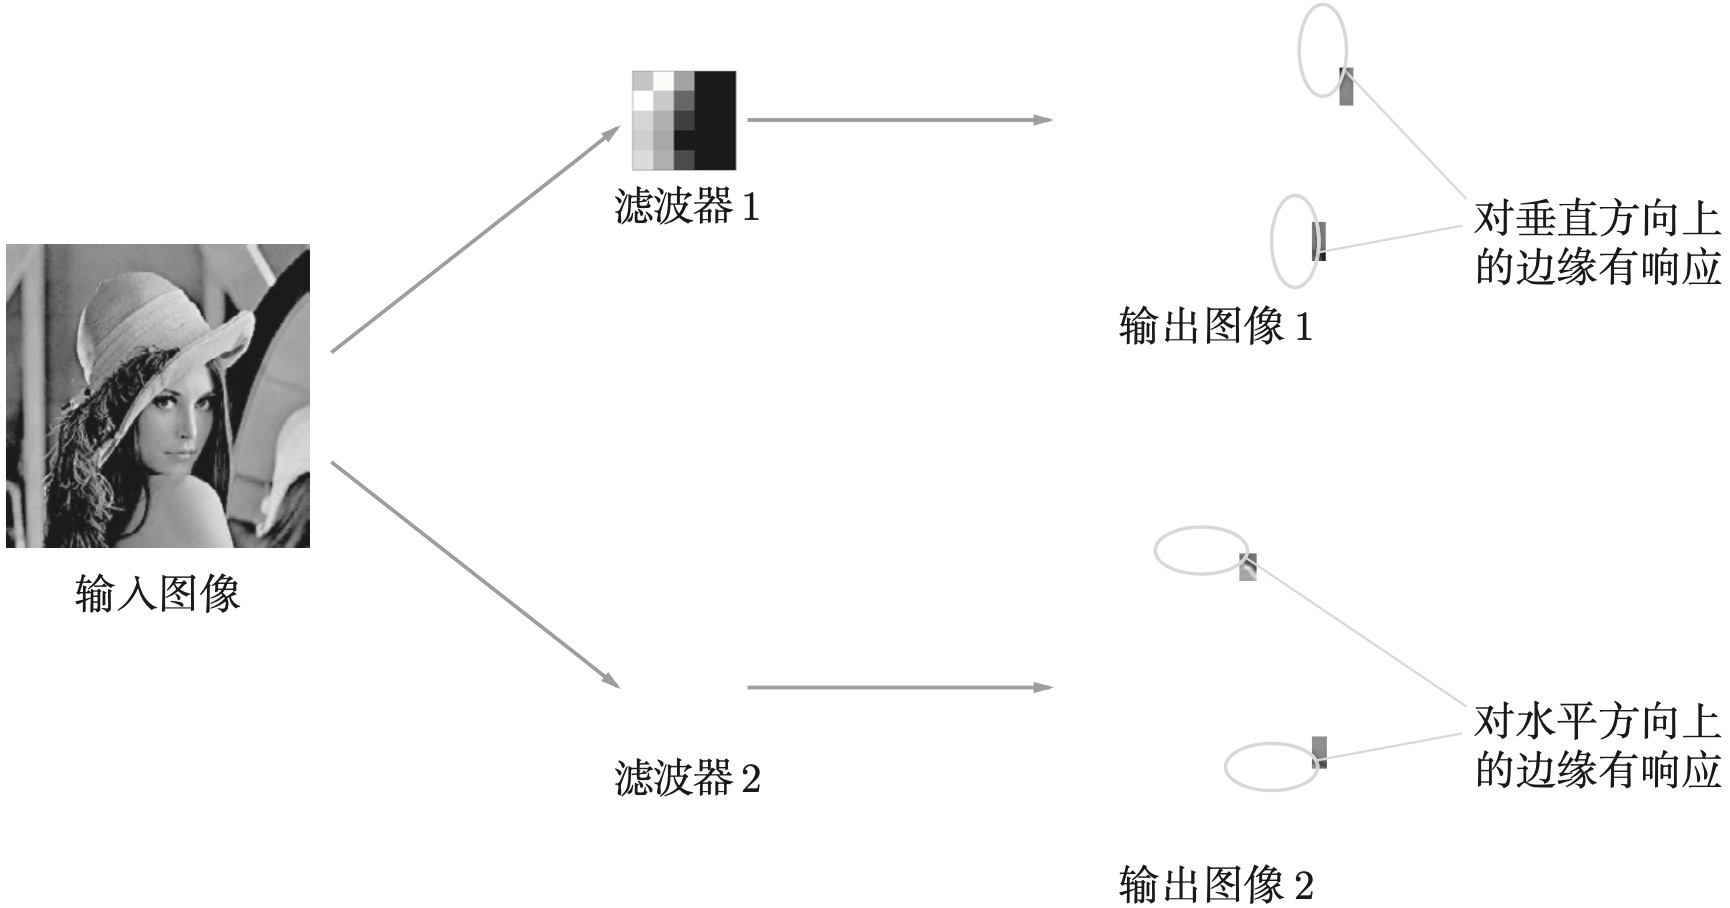 滤波器 1
对垂直方向上
的边缘有响应
输出图像 1
输入图像
滤波器 2
对水平方向上
的边缘有响应
输出图像 2